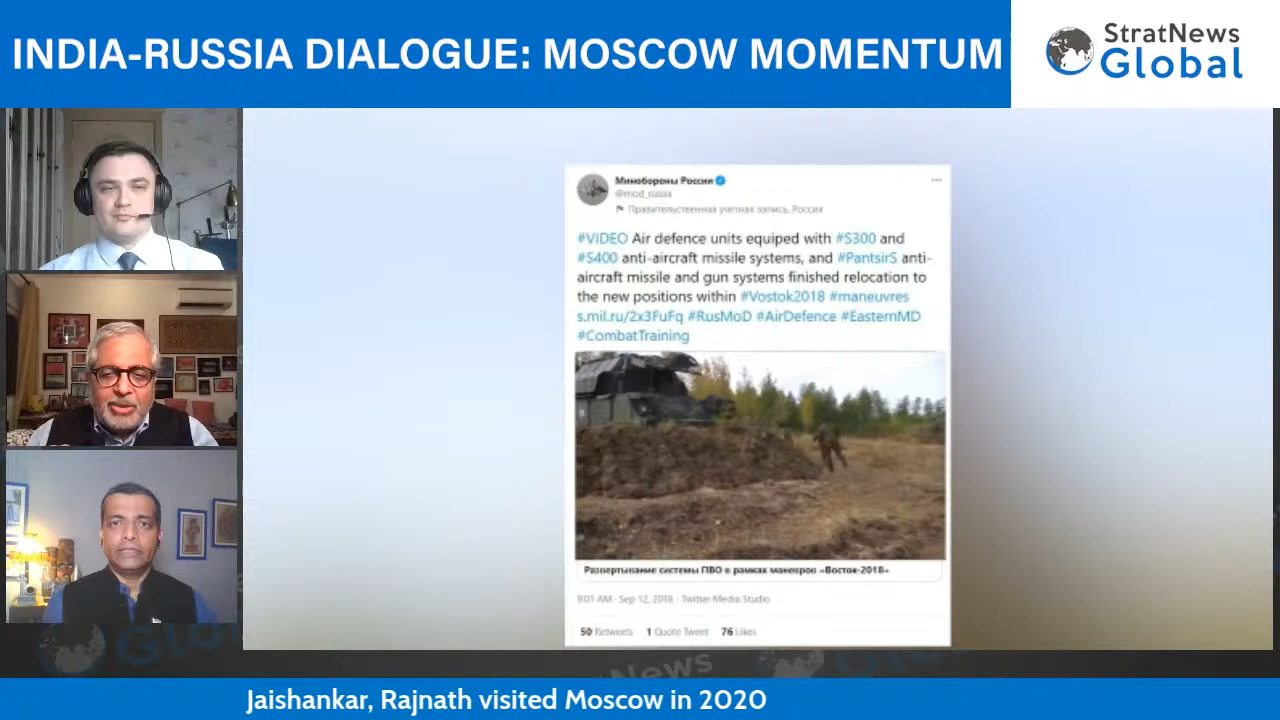 INDIA-RUSSIA DIALOGUE: MOSCOW MOMENTUM
StratNews
Global
Минобороны России
@mod_russia
Правительственная учетная запись, Россия
#VIDEO Air defence units equiped with #S300 and
#S400 anti-aircraft missile systems, and #PantsirS anti-
aircraft missile and gun systems finished relocation to
the new positions within #Vostok2018 #maneuvres
s.mil.ru/2x3FuFq #RusMoD #AirDefence #EasternMD
#CombatTraining
Развертывание системы ПВО в рамках маневров «Восток-2018»
9:01 AM · Sep 12, 2018 · Twitter Media Studio
50 Retweets 1 Quote Tweet 76 Likes
Global
News
Jaishankar, Rajnath visited Moscow in 2020